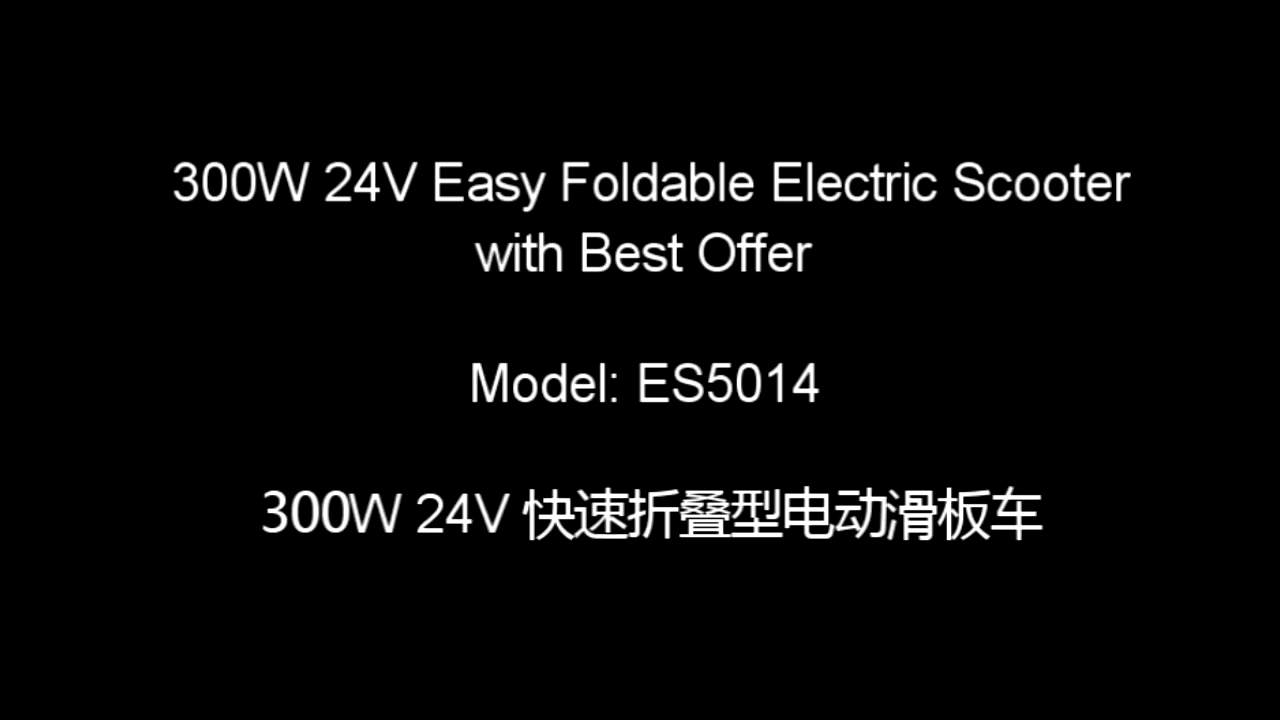 300W 24V Easy Foldable Electric Scooter
with Best Offer
Model: ES5014
300W 24V 快速折叠型电动滑板车